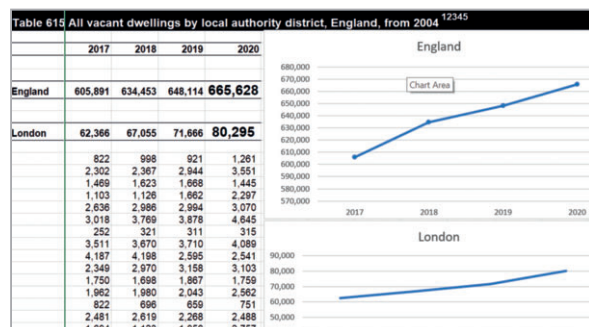 Table 615 All vacant dwellings by local authority district, England, from 2004 12345
2017 2018 2019 2020
England 605,891 634,453 648,114 665,628
London 62,366 67,055 71,666 80,295
822 998 921 1,261
2,302 2,367 2,944 3,551
1,469 1,623 1,668 1,445
1,103 1,126 1,662 2,297
2,636 2,986 2,994 3,070
3,018 3,769 3,878 4,645
252 321 311 315
3,511 3,670 3,710 4,089
4,187 4,198 2,595 2,541
2,349 2,970 3,158 3,103
1,750 1,698 1,867 1,759
1,962 1,980 2,043 2,562
822 696 859 751
2,481 2,619 2,268 2,488
England
680,000
670,000
660,000
650,000
640,000
630,000
620,000
610,000
600,000
590,000
580,000
570,000
Chart Area
2017 2018 2019 2020
London
90,000
80,000
70,000
60,000
50,000